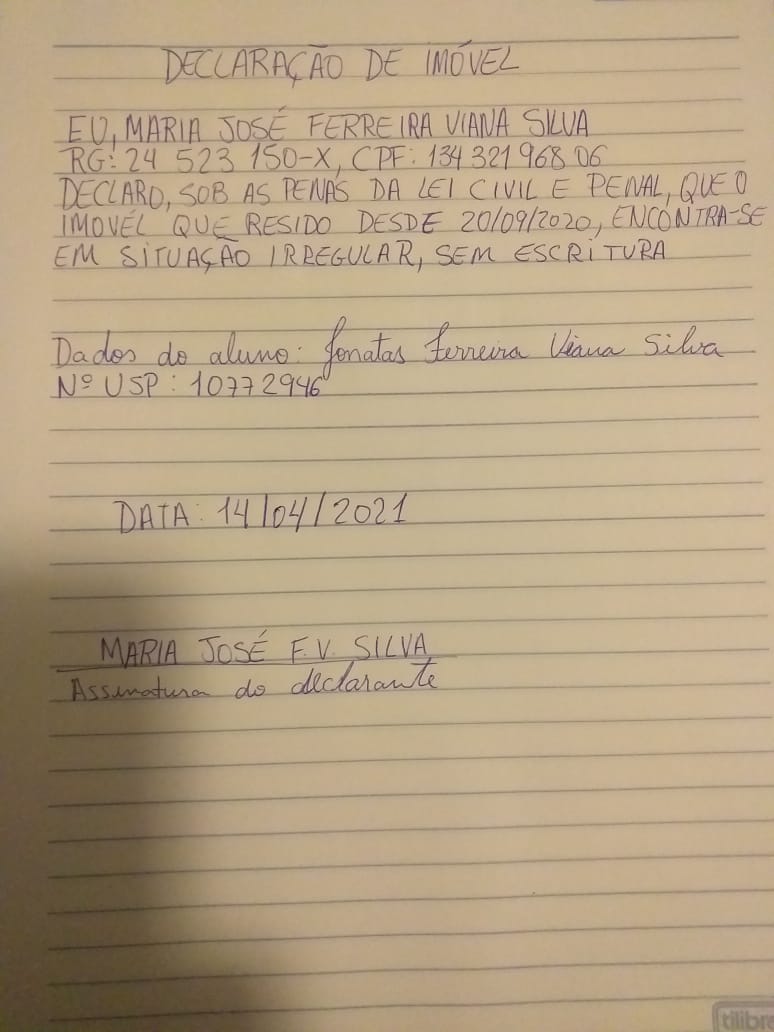 DECLARAÇÃO DE IMÓVEL
EU, MARIA JOSÉ FERREIRA VIANA SILVA
RG: 24 523 150-X, CPF: 134 321 968 06
DECLARO, SOB AS PENAS DA LEI CIVIL E PENAL, QUE O
IMOVÉL QUE RESIDO DESDE 20/09/2020, ENCONTRA-SE
EM SITUAÇÃO IRREGULAR, SEM ESCRITURA
Dados do aluno: Jonatas Ferreira Viana Silva
Nº USP: 10772946
DATA: 14/04/2021
MARIA JOSÉ F.V. SILVA
Assinatura do declarante
tilibra